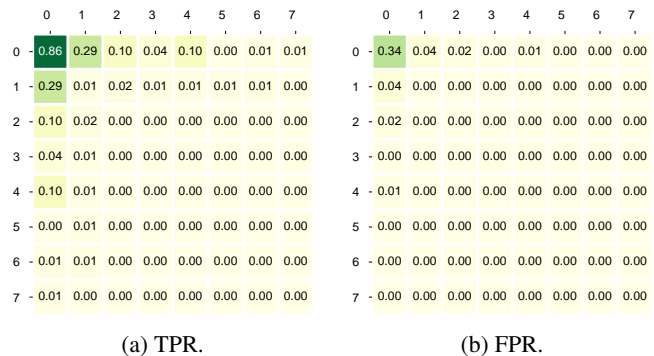 0 1 2 3 4 5 6 7
0 - 0.86 0.29 0.10 0.04 0.10 0.00 0.01 0.01
1 - 0.29 0.01 0.02 0.01 0.01 0.01 0.01 0.00
2 - 0.10 0.02 0.00 0.00 0.00 0.00 0.00 0.00
3 - 0.04 0.01 0.00 0.00 0.00 0.00 0.00 0.00
4 - 0.10 0.01 0.00 0.00 0.00 0.00 0.00 0.00
5 - 0.00 0.01 0.00 0.00 0.00 0.00 0.00 0.00
6 - 0.01 0.01 0.00 0.00 0.00 0.00 0.00 0.00
7 - 0.01 0.00 0.00 0.00 0.00 0.00 0.00 0.00
(a) TPR.
0 1 2 3 4 5 6 7
0 - 0.34 0.04 0.02 0.00 0.01 0.00 0.00 0.00
1 - 0.04 0.00 0.00 0.00 0.00 0.00 0.00 0.00
2 - 0.02 0.00 0.00 0.00 0.00 0.00 0.00 0.00
3 - 0.00 0.00 0.00 0.00 0.00 0.00 0.00 0.00
4 - 0.01 0.00 0.00 0.00 0.00 0.00 0.00 0.00
5 - 0.00 0.00 0.00 0.00 0.00 0.00 0.00 0.00
6 - 0.00 0.00 0.00 0.00 0.00 0.00 0.00 0.00
7 - 0.00 0.00 0.00 0.00 0.00 0.00 0.00 0.00
(b) FPR.